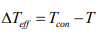 ΔT_eff = T_con − T